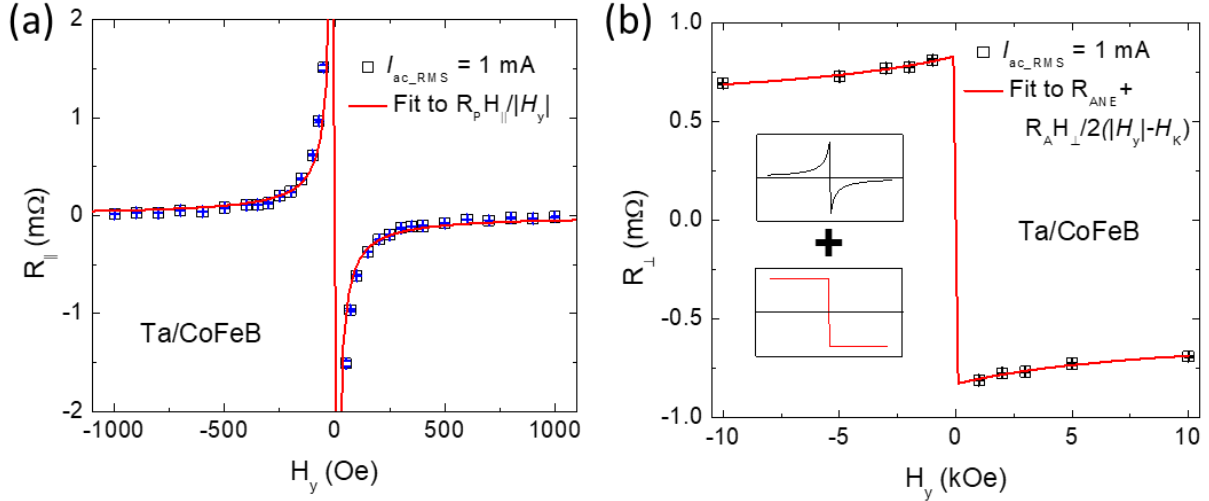 (a)
2
1
0
-1
-2
R∥ (mΩ)
I_ac_RMS = 1 mA
Fit to R_P H_∥/|H_y|
Ta/CoFeB
-1000 -500 0 500 1000
H_y (Oe)
(b)
1.0
0.5
0.0
-0.5
-1.0
R⊥ (mΩ)
I_ac_RMS = 1 mA
Fit to R_ANE +
R_A H_⊥/2(|H_y|-H_K)
+
Ta/CoFeB
-10 -5 0 5 10
H_y (kOe)